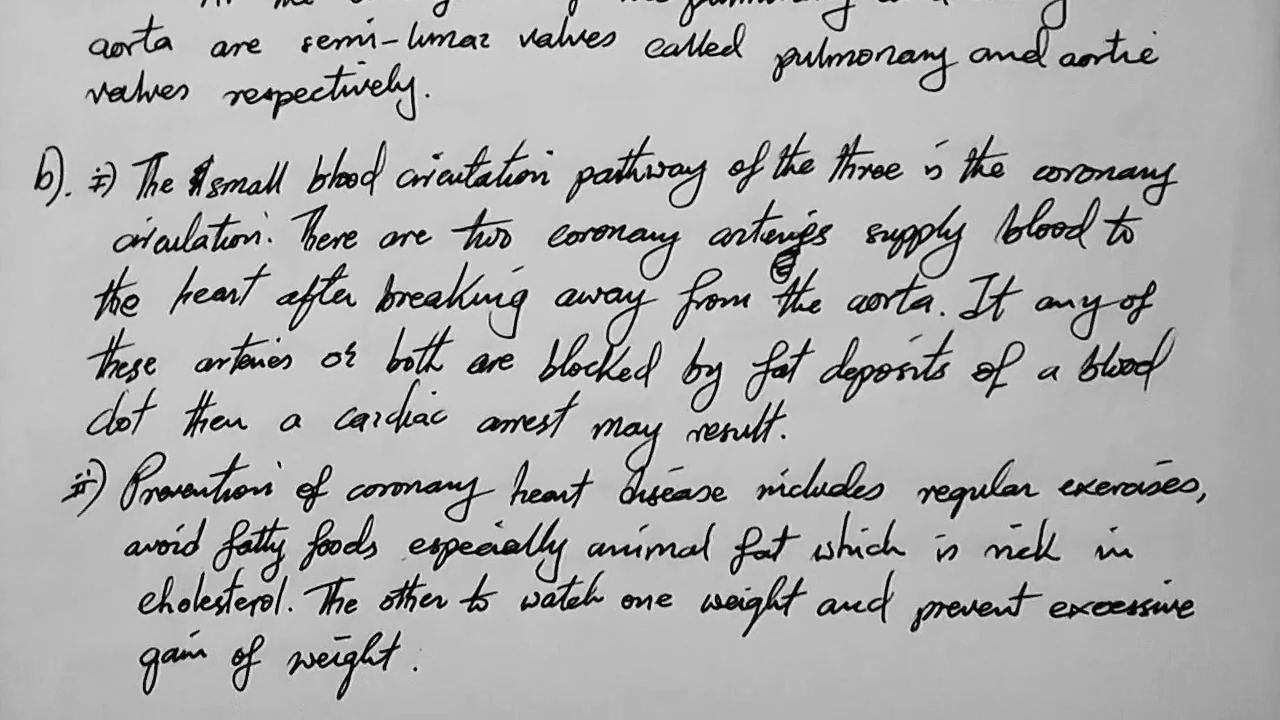 aorta are semi-lunar valves called pulmonary and aortic
valves respectively.
b). i) The small blood circulation pathway of the three is the coronary
circulation. There are two coronary arteries supply blood to
the heart after breaking away from the aorta. If any of
these arteries or both are blocked by fat deposits of a blood
clot then a cardiac arrest may result.
ii) Prevention of coronary heart disease includes regular exercises,
avoid fatty foods especially animal fat which is rich in
cholesterol. The other to watch one weight and prevent excessive
gain of weight.